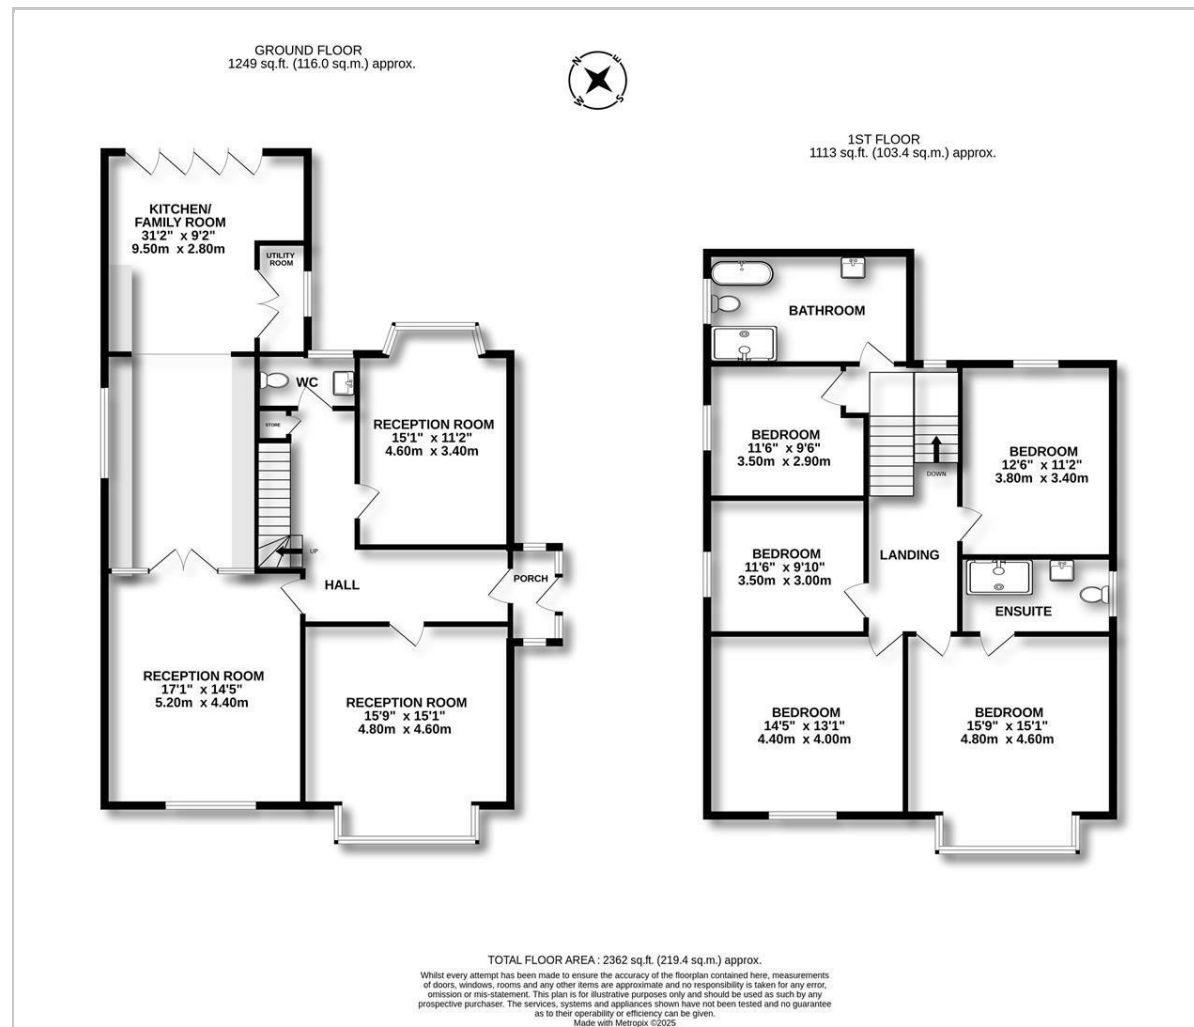 GROUND FLOOR
1249 sq.ft. (116.0 sq.m.) approx.
N
E
W
S
1ST FLOOR
1113 sq.ft. (103.4 sq.m.) approx.
KITCHEN/
FAMILY ROOM
31'2" x 9'2"
9.50m x 2.80m
UTILITY
ROOM
WC
STORE
RECEPTION ROOM
15'1" x 11'2"
4.60m x 3.40m
UP
HALL
PORCH
RECEPTION ROOM
17'1" x 14'5"
5.20m x 4.40m
RECEPTION ROOM
15'9" x 15'1"
4.80m x 4.60m
BATHROOM
BEDROOM
11'6" x 9'6"
3.50m x 2.90m
DOWN
BEDROOM
12'6" x 11'2"
3.80m x 3.40m
BEDROOM
11'6" x 9'10"
3.50m x 3.00m
LANDING
ENSUITE
BEDROOM
14'5" x 13'1"
4.40m x 4.00m
BEDROOM
15'9" x 15'1"
4.80m x 4.60m
TOTAL FLOOR AREA : 2362 sq.ft. (219.4 sq.m.) approx.
Whilst every attempt has been made to ensure the accuracy of the floorplan contained here, measurements
of doors, windows, rooms and any other items are approximate and no responsibility is taken for any error,
omission or mis-statement. This plan is for illustrative purposes only and should be used as such by any
prospective purchaser. The services, systems and appliances shown have not been tested and no guarantee
as to their operability or efficiency can be given.
Made with Metropix ©2025